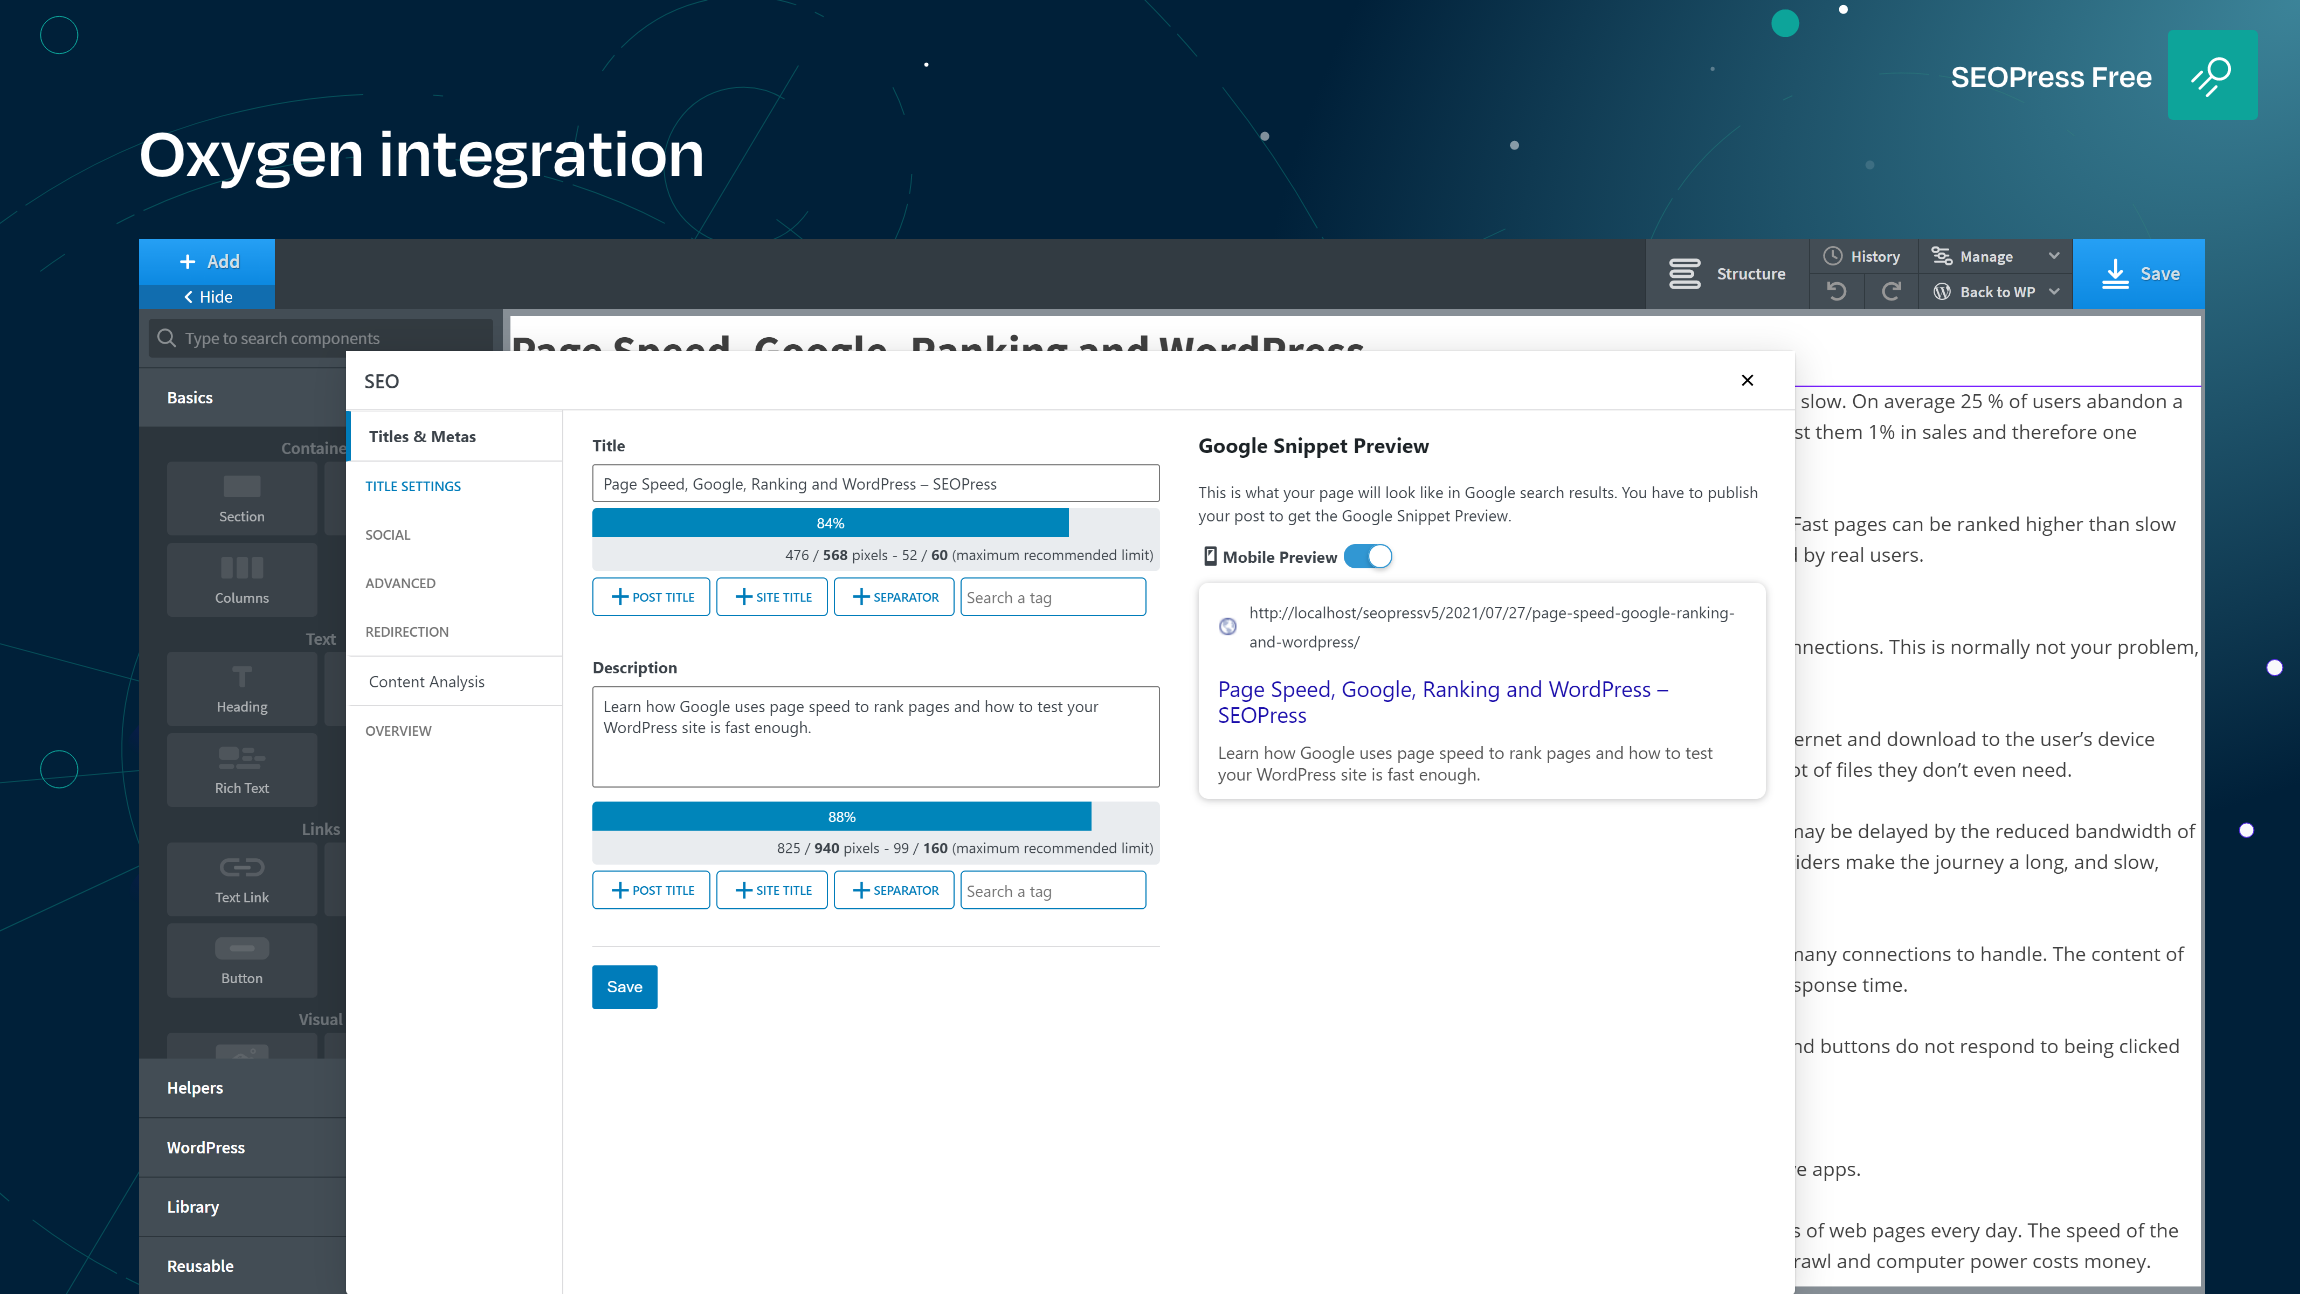 SEOPress Free
Oxygen integration
Add
Hide
Structure
History
Manage
Back to WP
Save
Type to search components
Page Speed, Google, Ranking and WordPress
Basics
Section
Columns
Text
Heading
Rich Text
Links
Text Link
Button
Visual
Helpers
WordPress
Library
Reusable
SEO
Titles & Metas
TITLE SETTINGS
SOCIAL
ADVANCED
REDIRECTION
Content Analysis
OVERVIEW
Title
Page Speed, Google, Ranking and WordPress – SEOPress
84%
476 / 568 pixels - 52 / 60 (maximum recommended limit)
POST TITLE
SITE TITLE
SEPARATOR
Search a tag
Description
Learn how Google uses page speed to rank pages and how to test your
WordPress site is fast enough.
88%
825 / 940 pixels - 99 / 160 (maximum recommended limit)
POST TITLE
SITE TITLE
SEPARATOR
Search a tag
Save
Google Snippet Preview
This is what your page will look like in Google search results. You have to publish
your post to get the Google Snippet Preview.
Mobile Preview
http://localhost/seopressv5/2021/07/27/page-speed-google-ranking-
and-wordpress/
Page Speed, Google, Ranking and WordPress –
SEOPress
Learn how Google uses page speed to rank pages and how to test
your WordPress site is fast enough.
slow. On average 25 % of users abandon a
them 1% in sales and therefore one
Fast pages can be ranked higher than slow
by real users.
This is normally not your problem,
and download to the user’s device
of files they don’t even need.
may be delayed by the reduced bandwidth of
make the journey a long, and slow,
many connections to handle. The content of
time.
buttons do not respond to being clicked
apps.
of web pages every day. The speed of the
and computer power costs money.